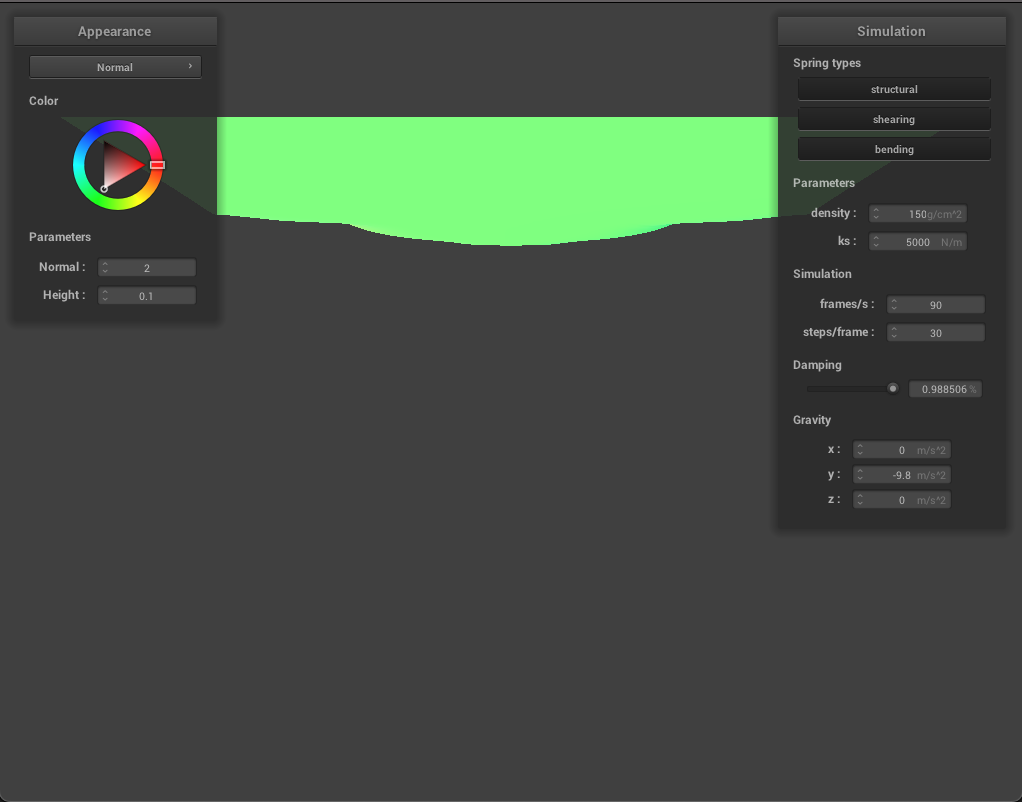 Appearance
Normal
Color
Parameters
Normal : 2
Height : 0.1
Simulation
Spring types
structural
shearing
bending
Parameters
density : 150 g/cm^2
ks : 5000 N/m
Simulation
frames/s : 90
steps/frame : 30
Damping
0.988506 %
Gravity
x : 0 m/s^2
y : -9.8 m/s^2
z : 0 m/s^2